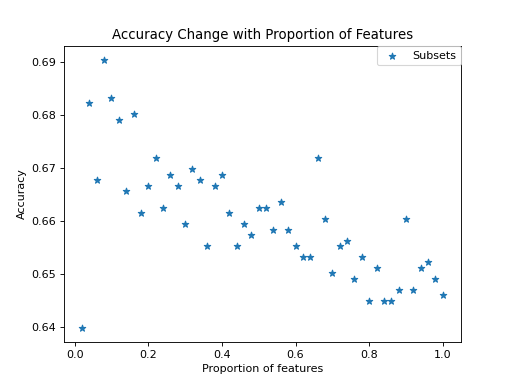 Accuracy Change with Proportion of Features
Subsets
0.69
0.68
0.67
0.66
0.65
0.64
Accuracy
0.0 0.2 0.4 0.6 0.8 1.0
Proportion of features